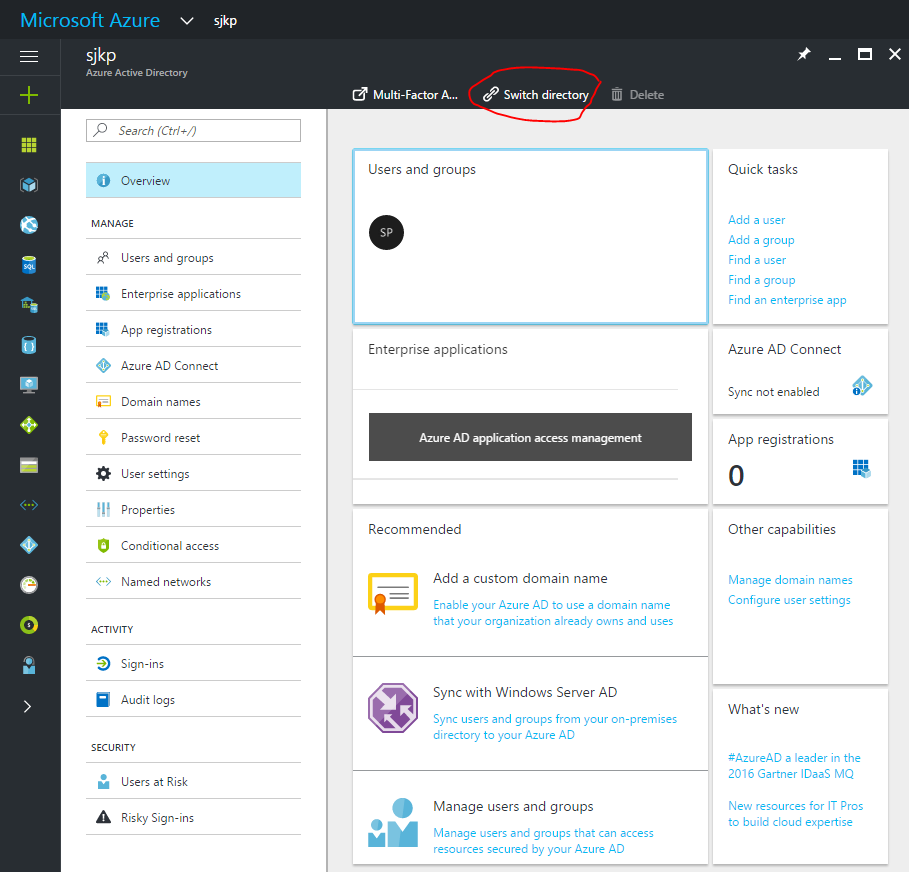 Microsoft Azure sjkp
sjkp
Azure Active Directory
Multi-Factor A... Switch directory Delete
Search (Ctrl+/)
Overview
MANAGE
Users and groups
Enterprise applications
App registrations
Azure AD Connect
Domain names
Password reset
User settings
Properties
Conditional access
Named networks
ACTIVITY
Sign-ins
Audit logs
SECURITY
Users at Risk
Risky Sign-ins
Users and groups
SP
Enterprise applications
Azure AD application access management
Recommended
Add a custom domain name
Enable your Azure AD to use a domain name
that your organization already owns and uses
Sync with Windows Server AD
Sync users and groups from your on-premises
directory to your Azure AD
Manage users and groups
Manage users and groups that can access
resources secured by your Azure AD
Quick tasks
Add a user
Add a group
Find a user
Find a group
Find an enterprise app
Azure AD Connect
Sync not enabled
App registrations
0
Other capabilities
Manage domain names
Configure user settings
What's new
#AzureAD a leader in the
2016 Gartner IDaaS MQ
New resources for IT Pros
to build cloud expertise
SQL